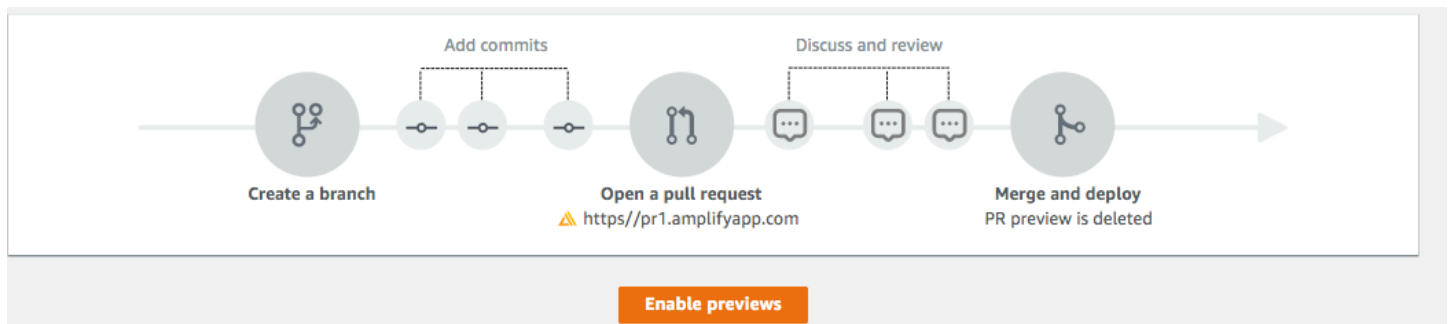 Add commits
Discuss and review
Create a branch
Open a pull request
https//pr1.amplifyapp.com
Merge and deploy
PR preview is deleted
Enable previews